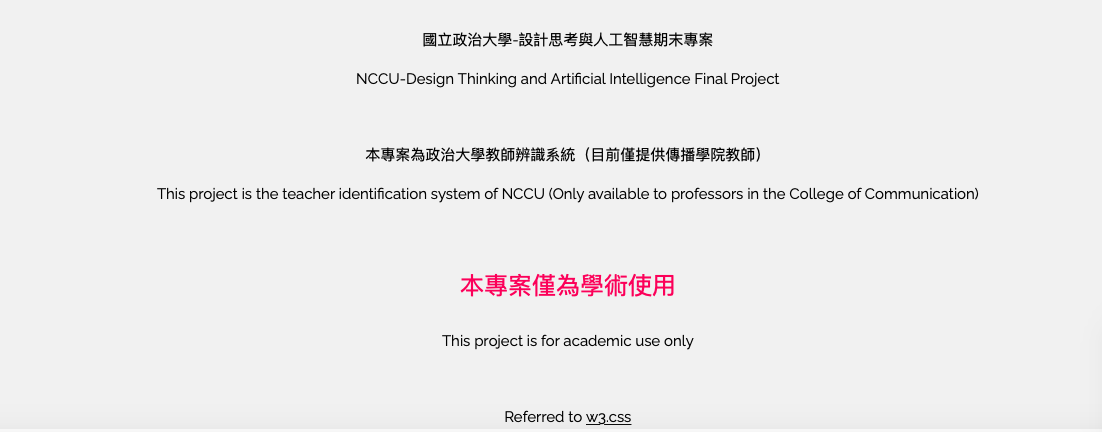 國立政治大學-設計思考與人工智慧期末專案
NCCU-Design Thinking and Artificial Intelligence Final Project
本專案為政治大學教師辨識系統（目前僅提供傳播學院教師）
This project is the teacher identification system of NCCU (Only available to professors in the College of Communication)
本專案僅為學術使用
This project is for academic use only
Referred to w3.css